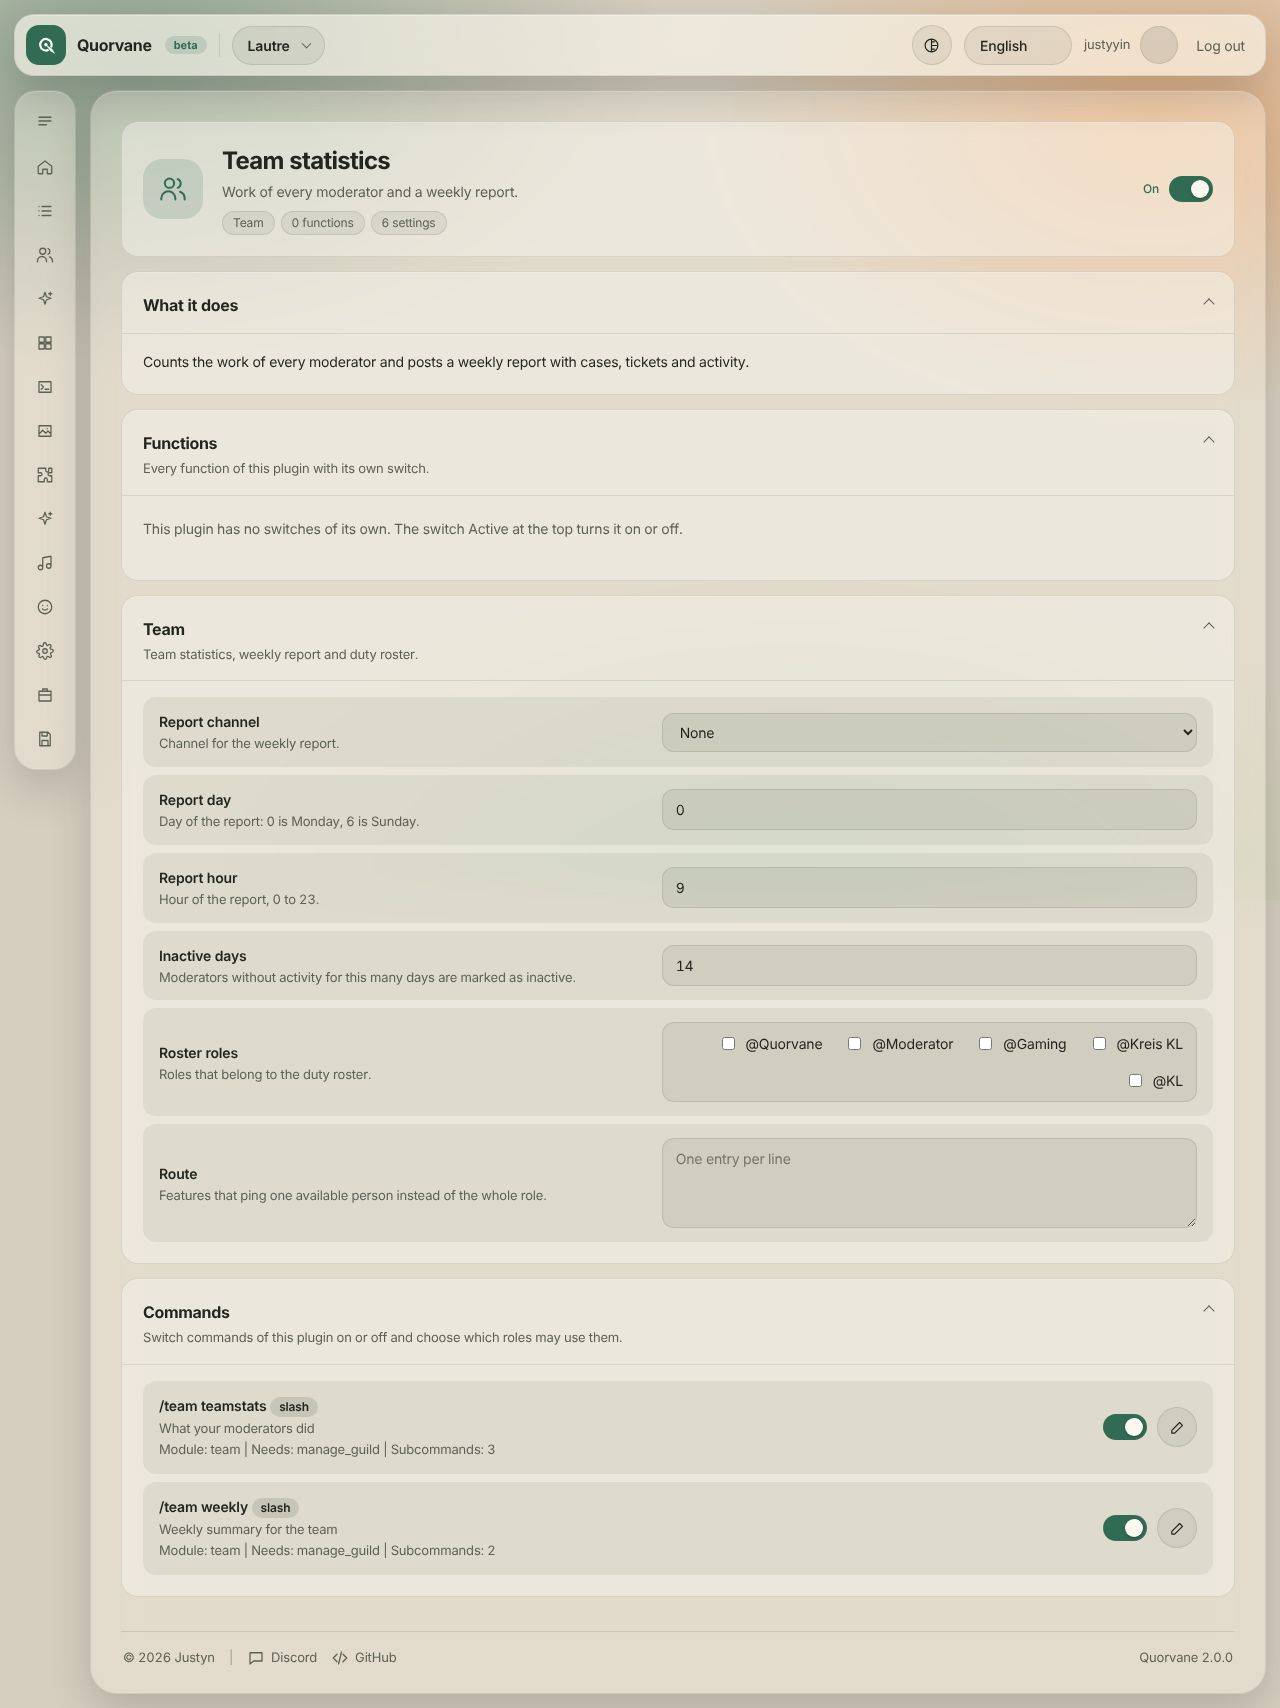 Quorvane beta Lautre English justyyin Log out
Team statistics
Work of every moderator and a weekly report.
On
Team 0 functions 6 settings
What it does
Counts the work of every moderator and posts a weekly report with cases, tickets and activity.
Functions
Every function of this plugin with its own switch.
This plugin has no switches of its own. The switch Active at the top turns it on or off.
Team
Team statistics, weekly report and duty roster.
Report channel
Channel for the weekly report.
None
Report day
Day of the report: 0 is Monday, 6 is Sunday.
0
Report hour
Hour of the report, 0 to 23.
9
Inactive days
Moderators without activity for this many days are marked as inactive.
14
Roster roles
Roles that belong to the duty roster.
@Quorvane @Moderator @Gaming @Kreis KL
@KL
Route
Features that ping one available person instead of the whole role.
One entry per line
Commands
Switch commands of this plugin on or off and choose which roles may use them.
/team teamstats slash
What your moderators did
Module: team | Needs: manage_guild | Subcommands: 3
/team weekly slash
Weekly summary for the team
Module: team | Needs: manage_guild | Subcommands: 2
© 2026 Justyn | Discord GitHub Quorvane 2.0.0